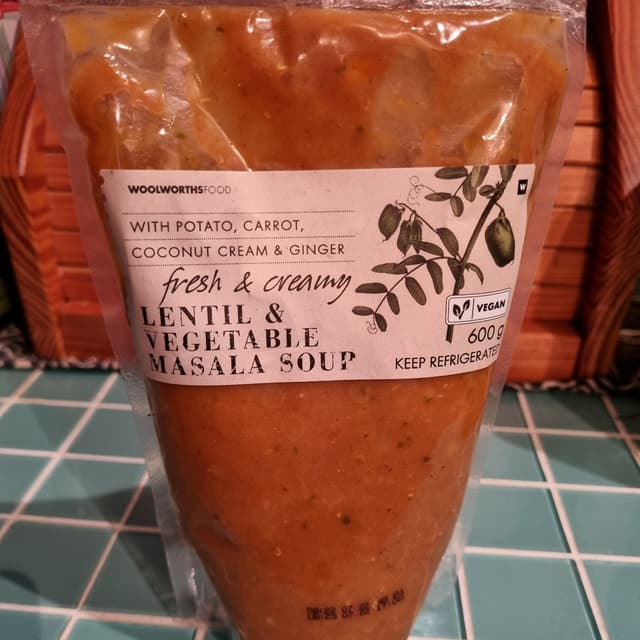 WOOLWORTHSFOOD
W
WITH POTATO, CARROT,
COCONUT CREAM & GINGER
fresh & creamy
LENTIL &
VEGETABLE
MASALA SOUP
VEGAN
600 g
KEEP REFRIGERATED